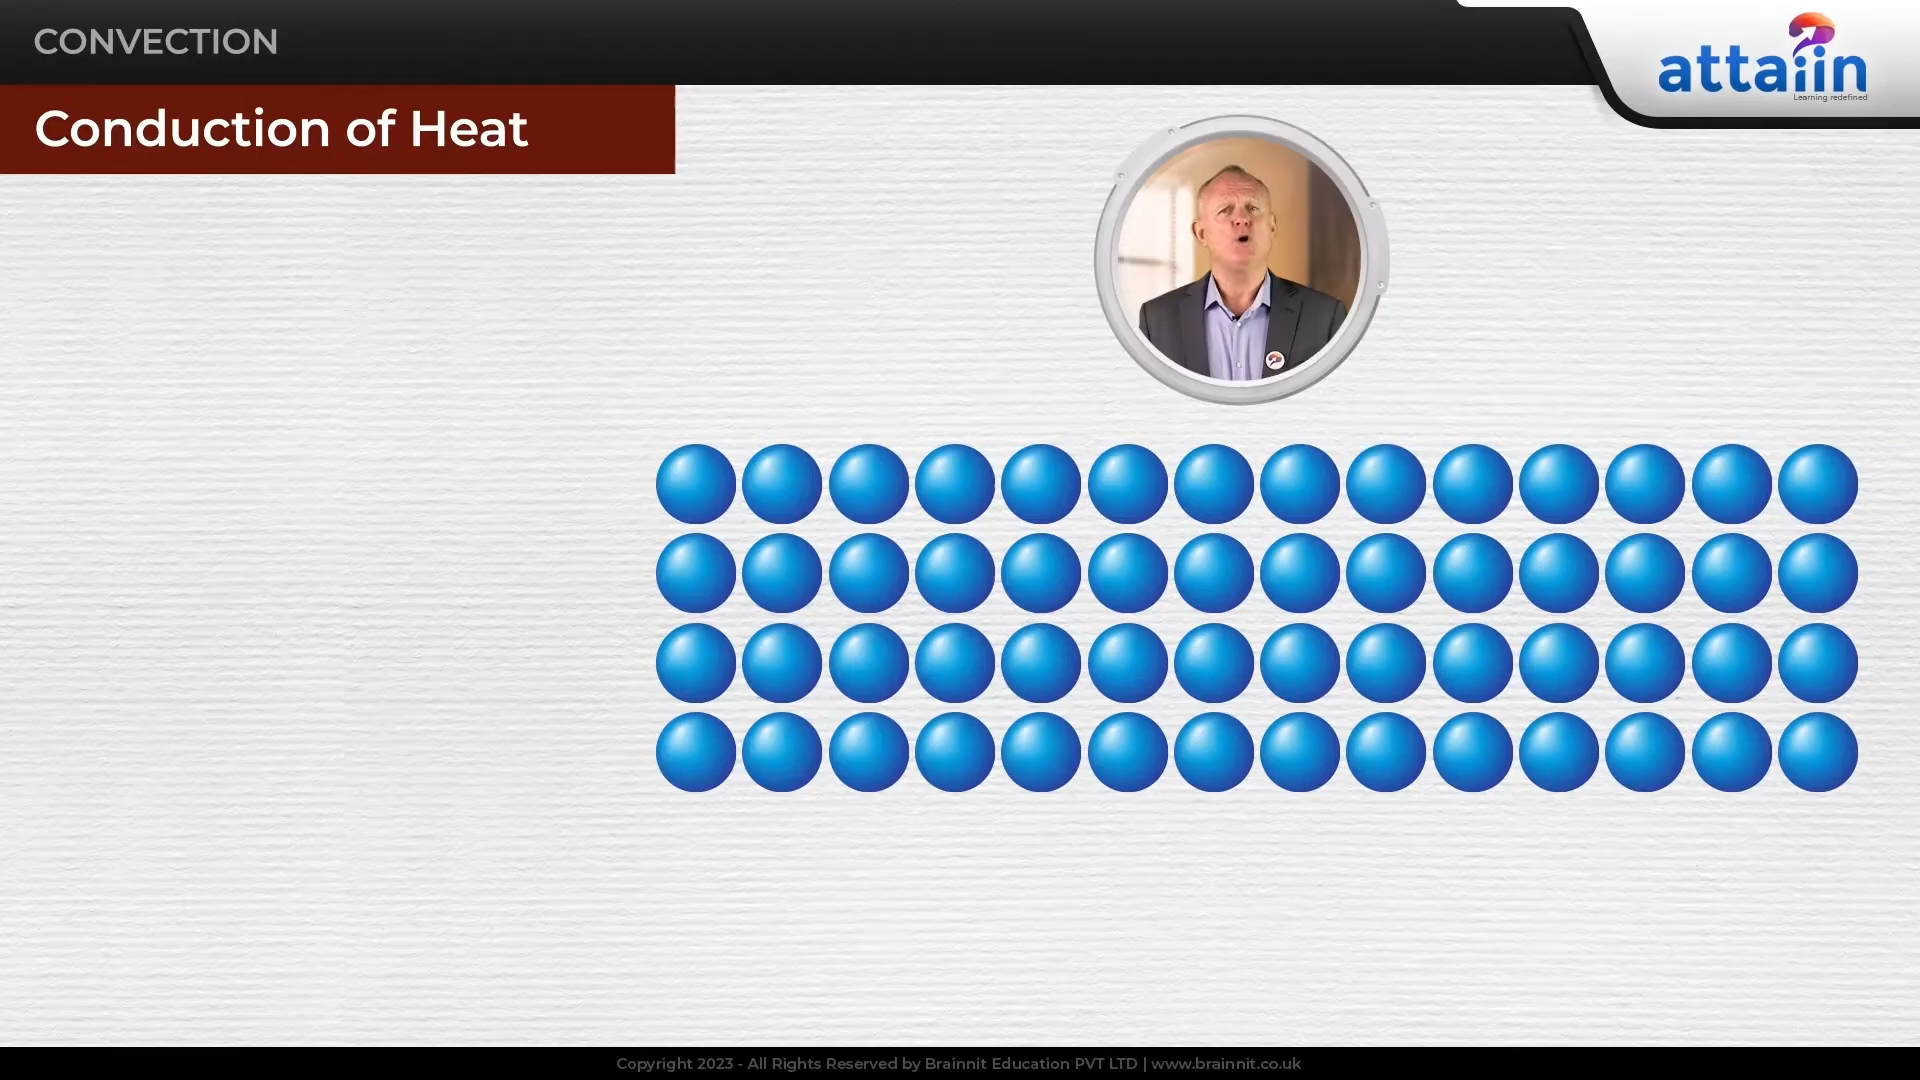 CONVECTION
Conduction of Heat
attaiin
Learning redefined
Copyright 2023 - All Rights Reserved by Brainnit Education PVT LTD | www.brainnit.co.uk